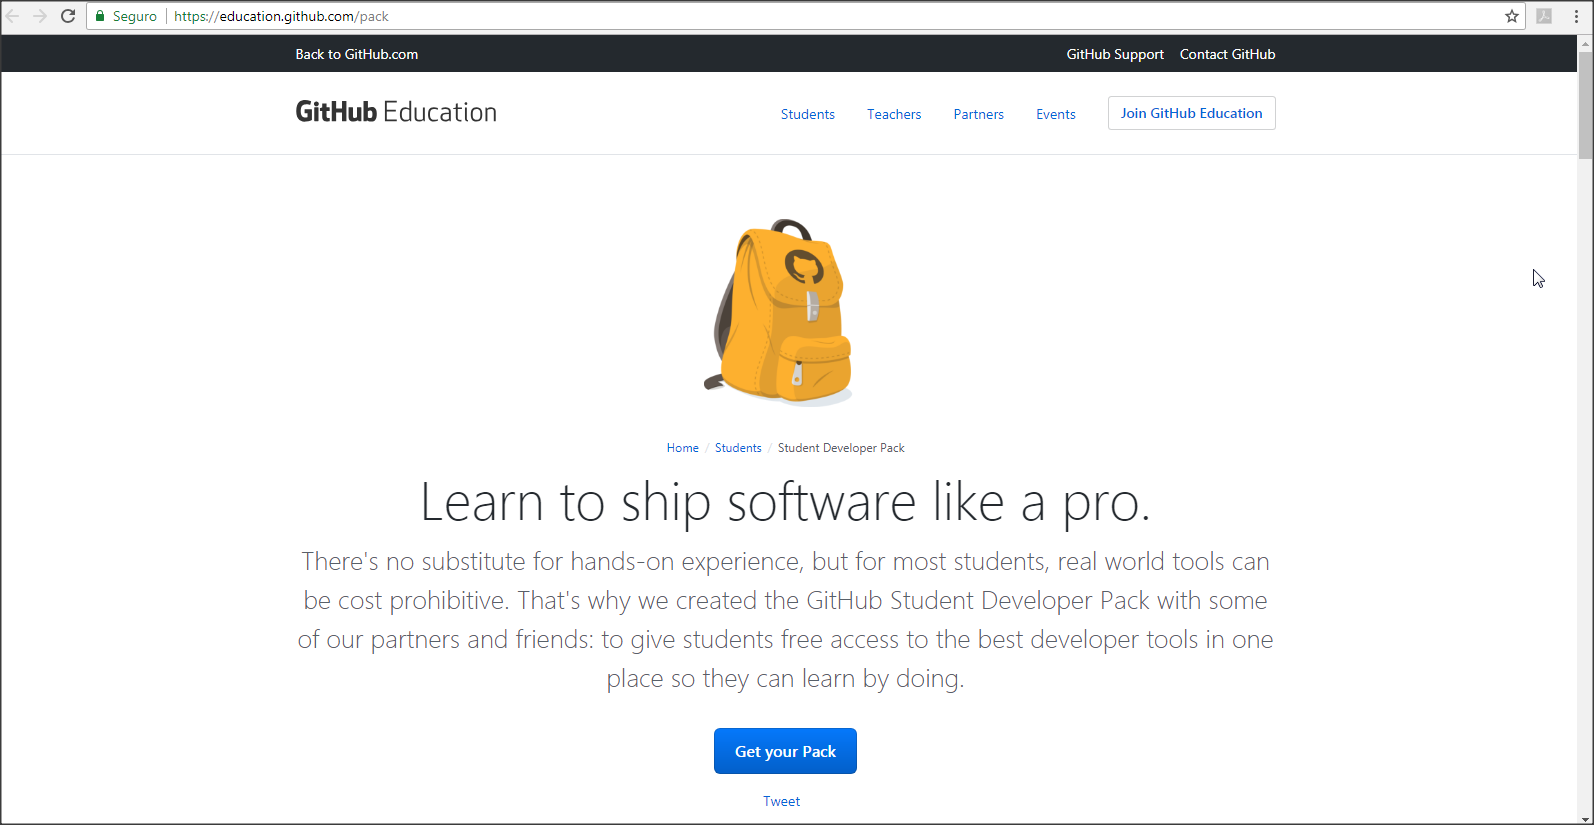 Seguro https://education.github.com/pack
Back to GitHub.com GitHub Support Contact GitHub
GitHub Education Students Teachers Partners Events Join GitHub Education
Home / Students / Student Developer Pack
Learn to ship software like a pro.
There's no substitute for hands-on experience, but for most students, real world tools can
be cost prohibitive. That's why we created the GitHub Student Developer Pack with some
of our partners and friends: to give students free access to the best developer tools in one
place so they can learn by doing.
Get your Pack
Tweet